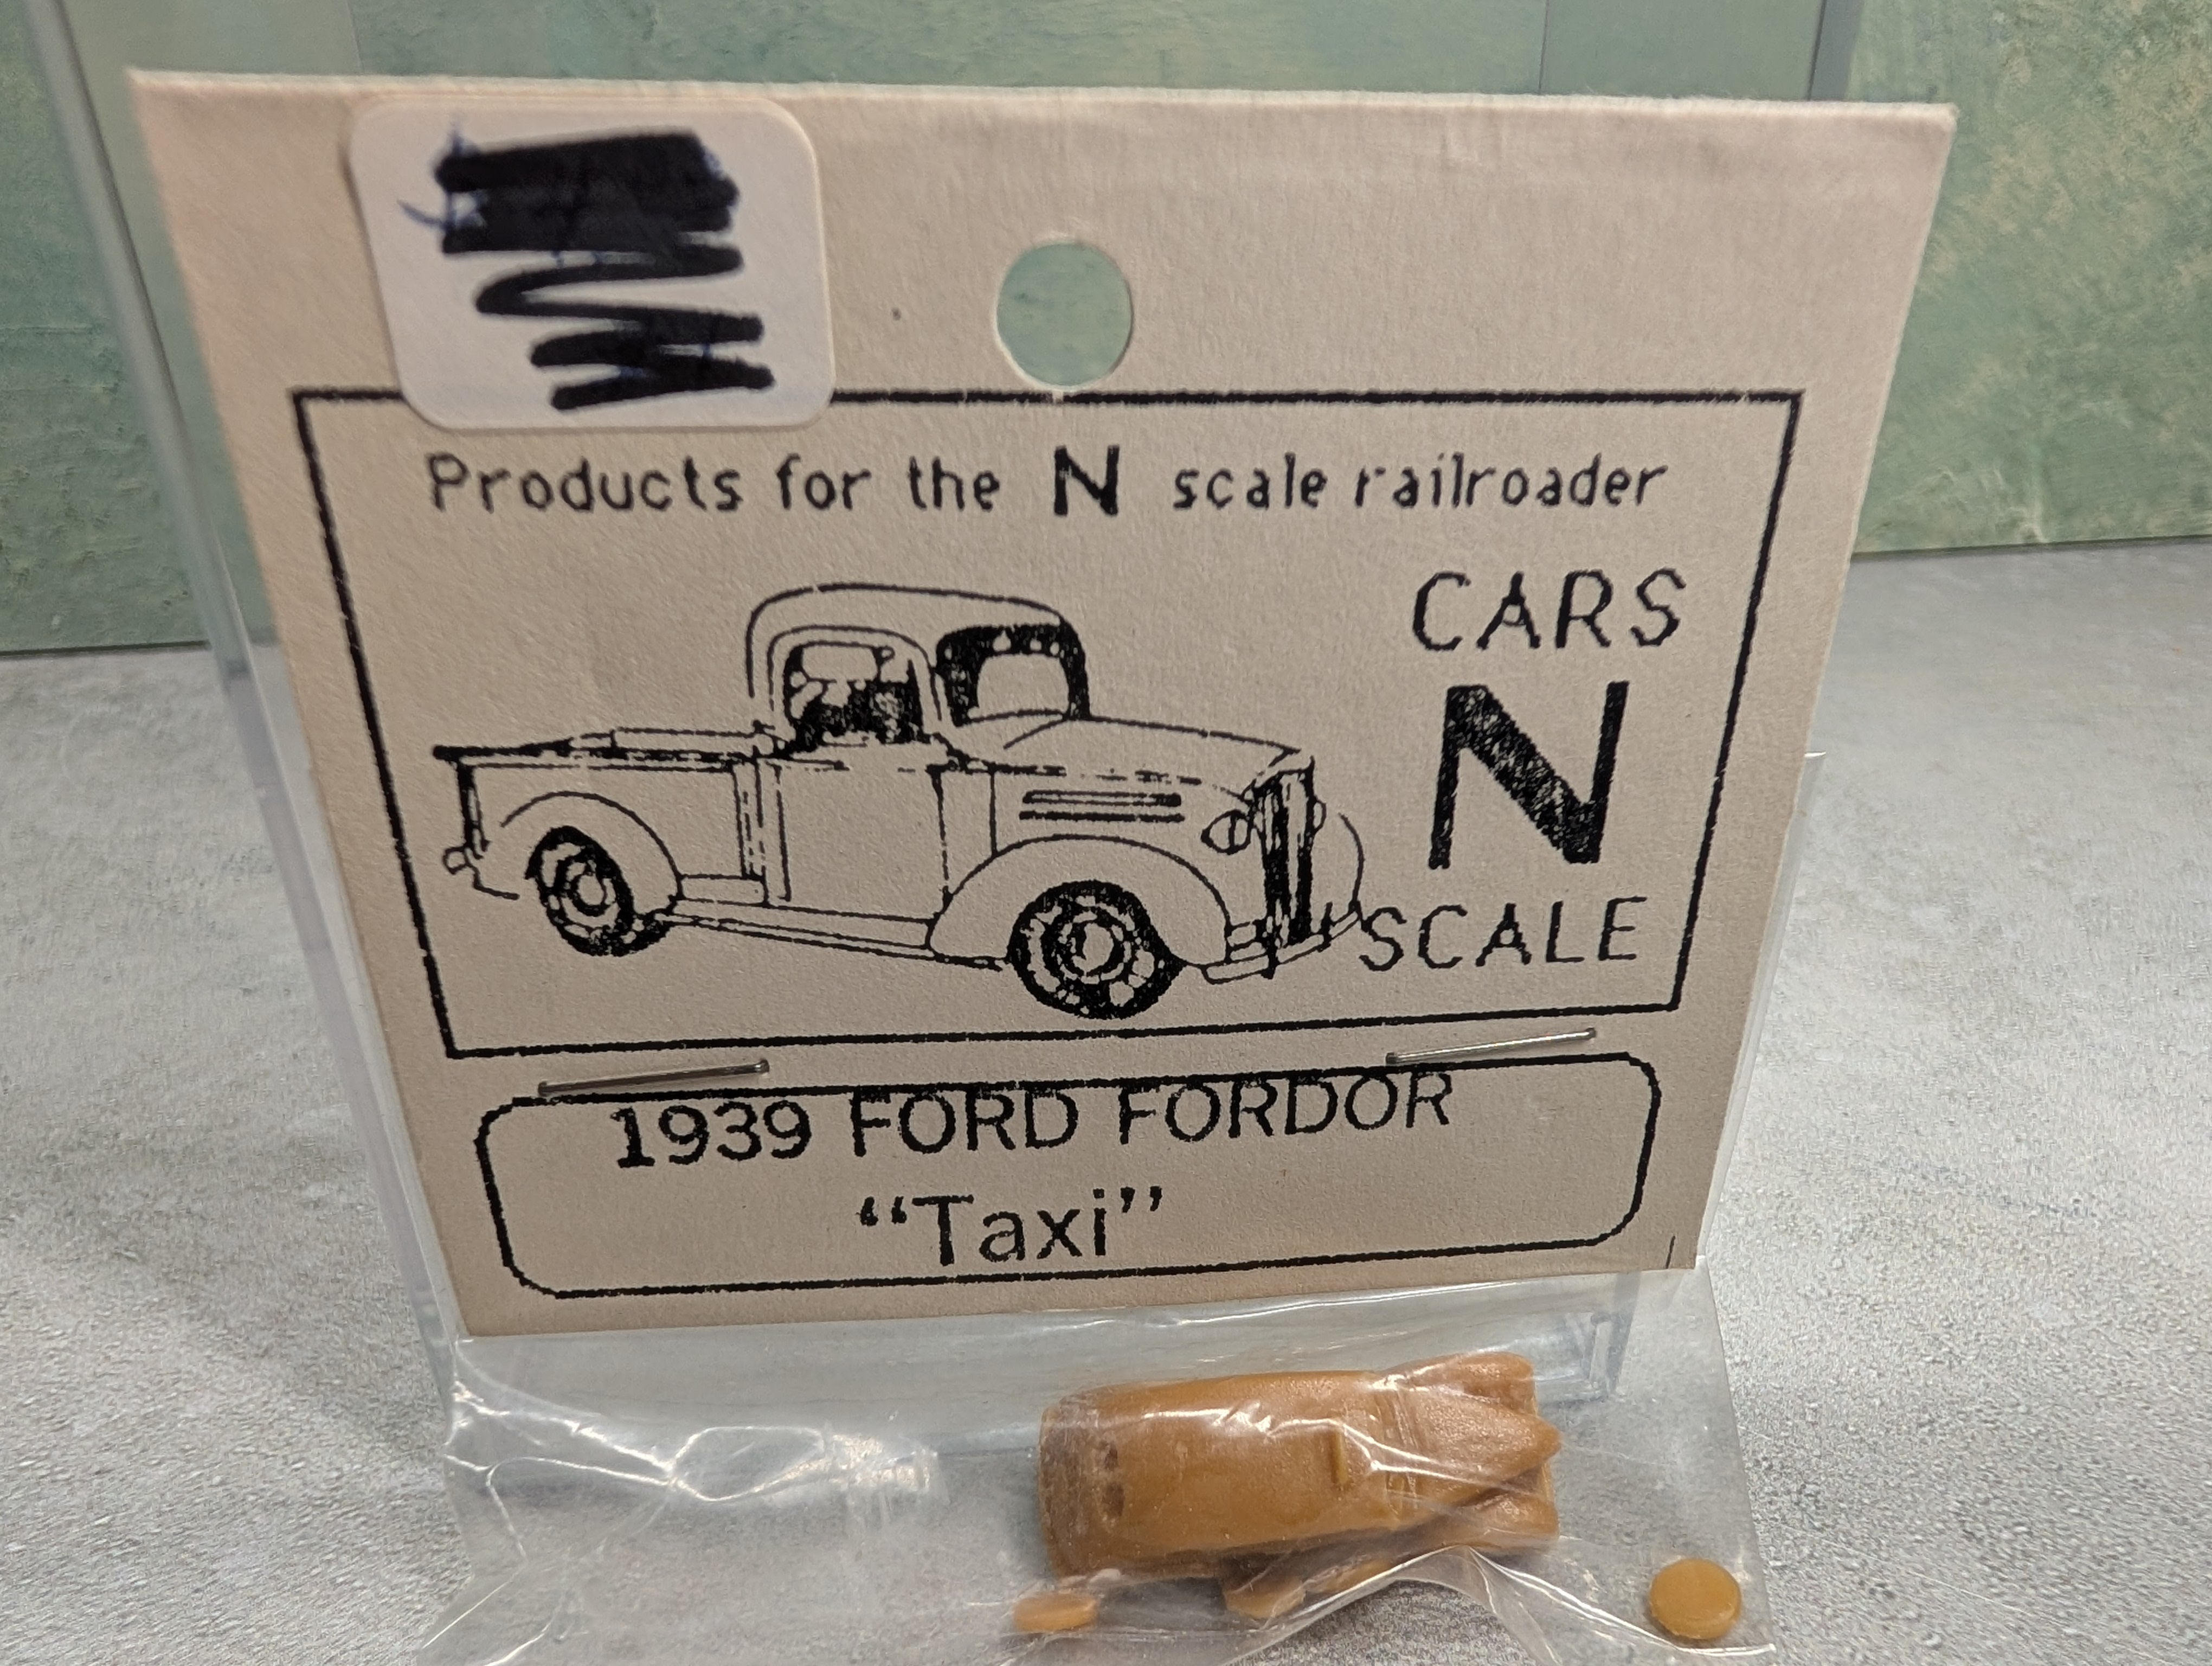 Products for the N scale railroader
CARS
N
SCALE
1939 FORD FORDOR
“Taxi”